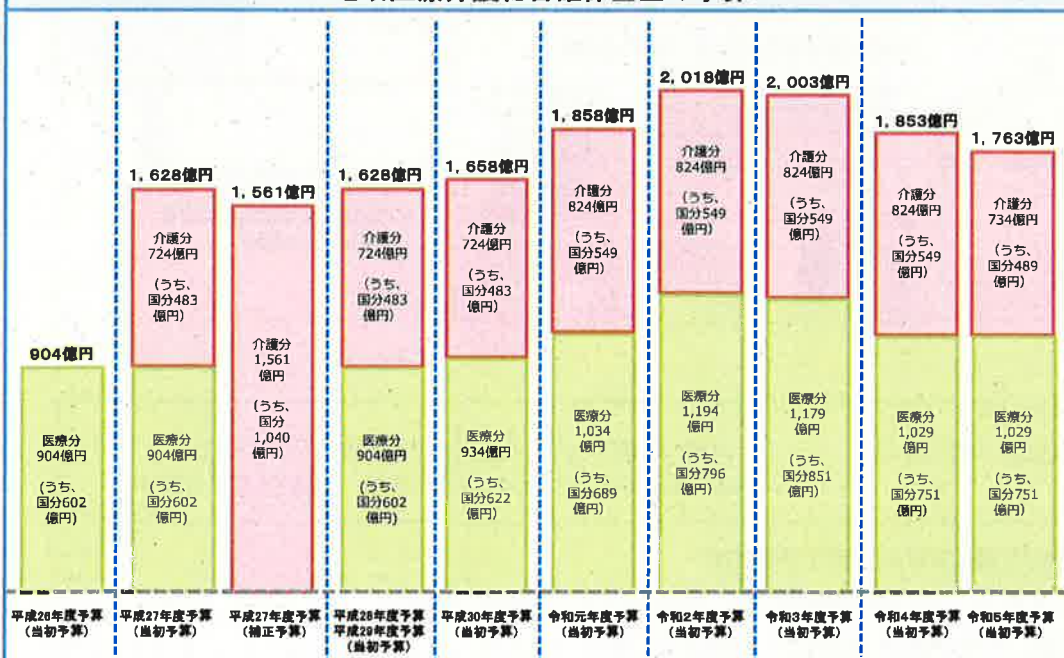 904億円
医療分
904億円
(うち、
国分602
億円)
平成26年度予算
(当初予算)
1,628億円
介護分
724億円
(うち、
国分483
億円)
医療分
904億円
(うち、
国分602
億円)
平成27年度予算
(当初予算)
1,561億円
介護分
1,561
億円
(うち、
国分
1,040
億円)
平成27年度予算
(補正予算)
1,628億円
介護分
724億円
(うち、
国分483
億円)
医療分
904億円
(うち、
国分602
億円)
平成28年度予算
平成29年度予算
(当初予算)
1,658億円
介護分
724億円
(うち、
国分483
億円)
医療分
934億円
(うち、
国分622
億円)
平成30年度予算
(当初予算)
1,858億円
介護分
824億円
(うち、
国分549
億円)
医療分
1,034
億円
(うち、
国分689
億円)
令和元年度予算
(当初予算)
2,018億円
介護分
824億円
(うち、
国分549
億円)
医療分
1,194
億円
(うち、
国分796
億円)
令和2年度予算
(当初予算)
2,003億円
介護分
824億円
(うち、
国分549
億円)
医療分
1,179
億円
(うち、
国分851
億円)
令和3年度予算
(当初予算)
1,853億円
介護分
824億円
(うち、
国分549
億円)
医療分
1,029
億円
(うち、
国分751
億円)
令和4年度予算
(当初予算)
1,763億円
介護分
734億円
(うち、
国分489
億円)
医療分
1,029
億円
(うち、
国分751
億円)
令和5年度予算
(当初予算)